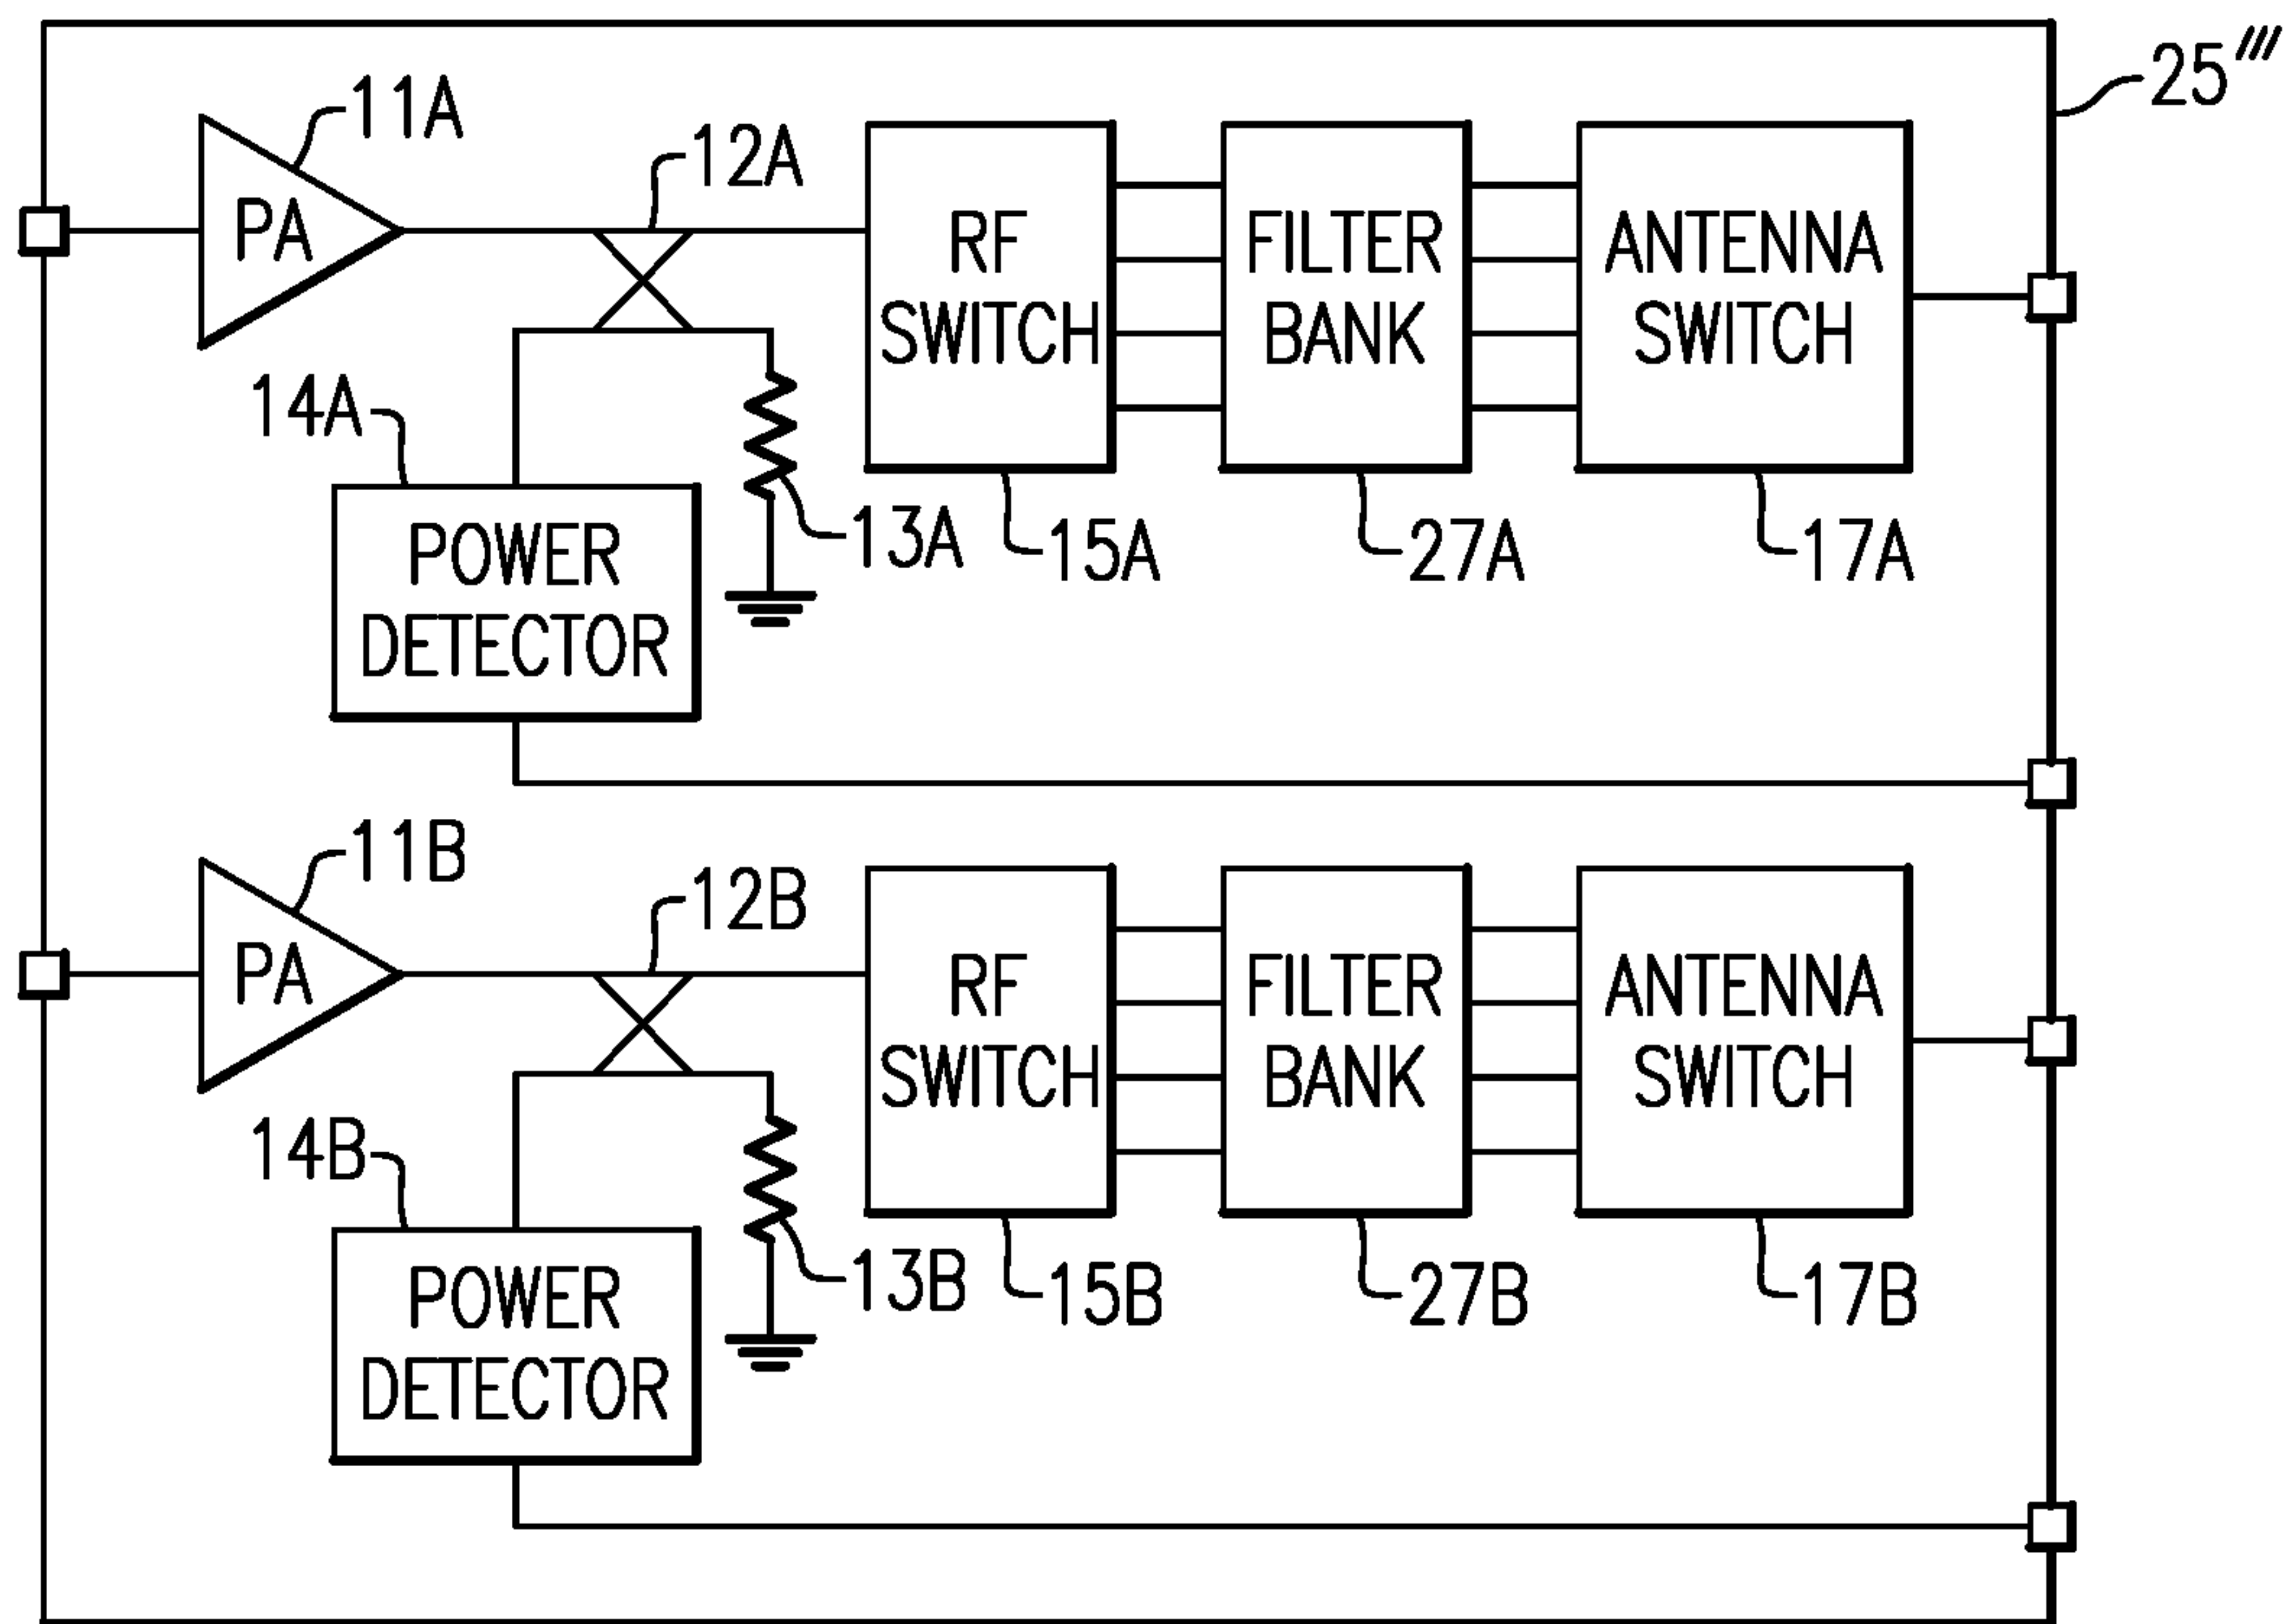 25'''
11A
12A
PA
RF
SWITCH
FILTER
BANK
ANTENNA
SWITCH
14A
13A
15A
27A
17A
POWER
DETECTOR
11B
12B
PA
RF
SWITCH
FILTER
BANK
ANTENNA
SWITCH
14B
13B
15B
27B
17B
POWER
DETECTOR